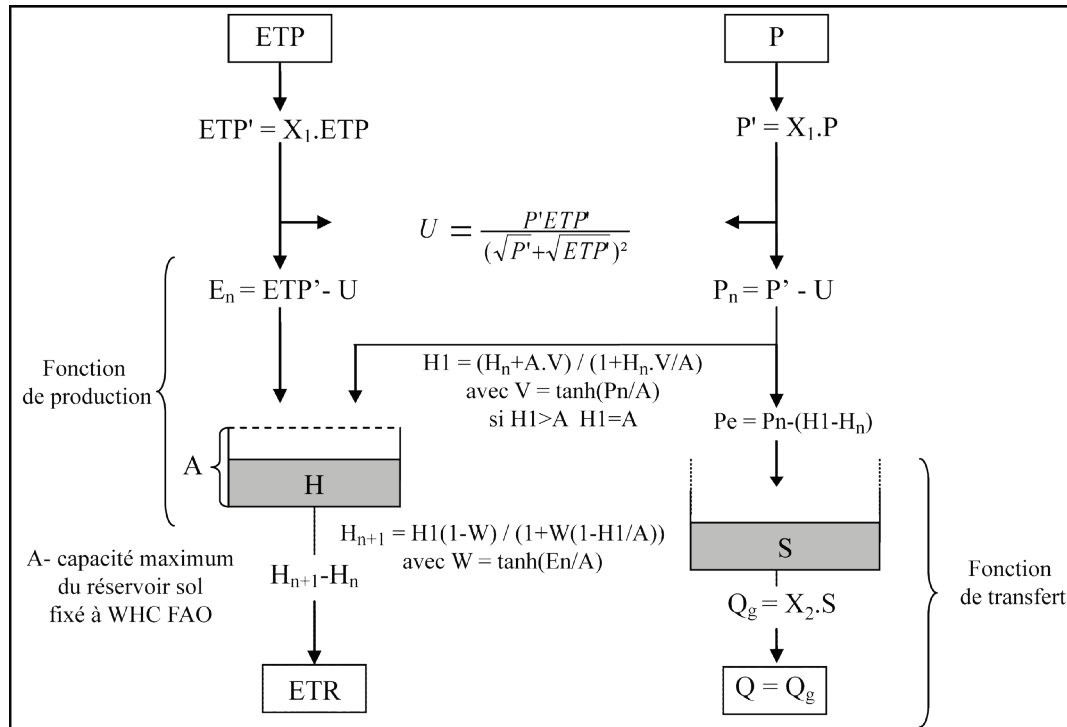 ETP
P
ETP' = X₁.ETP
P' = X₁.P
U = P'ETP' / (√P'+√ETP')²
Eₙ = ETP’- U
Pₙ = P’ - U
Fonction
de production
H1 = (Hₙ+A.V) / (1+Hₙ.V/A)
avec V = tanh(Pn/A)
si H1>A H1=A
Pe = Pn-(H1-Hₙ)
A
H
Hₙ₊₁ = H1(1-W) / (1+W(1-H1/A))
avec W = tanh(En/A)
S
A- capacité maximum
du réservoir sol
fixé à WHC FAO
Hₙ₊₁-Hₙ
Q_g = X₂.S
Fonction
de transfert
ETR
Q = Q_g